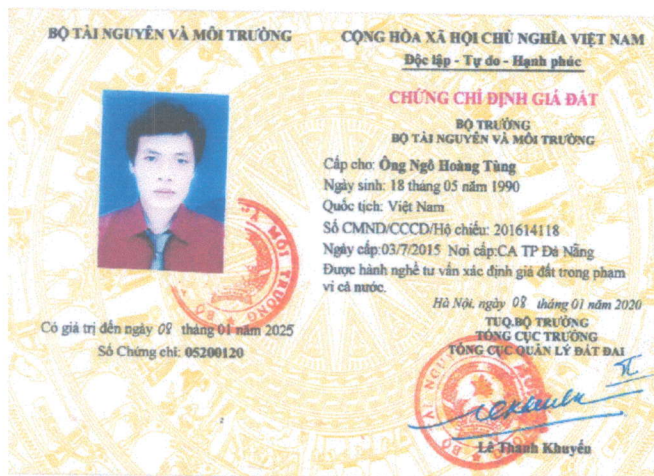 BỘ TÀI NGUYÊN VÀ MÔI TRƯỜNG
Có giá trị đến ngày 08 tháng 01 năm 2025
Số Chứng chỉ: 05200120
2
CỘNG HÒA XÃ HỘI CHỦ NGHĨA VIỆT NAM
Độc lập - Tự do - Hạnh phúc
CHỨNG CHỈ ĐỊNH GIÁ ĐẤT
BỘ TRƯỞNG
BỘ TÀI NGUYÊN VÀ MÔI TRƯỜNG
Cấp cho: Ông Ngô Hoàng Tùng
Ngày sinh: 18 tháng 05 năm 1990
Quốc tịch: Việt Nam
Số CMND/CCCD/Hộ chiếu: 201614118
Ngày cấp:03/7/2015 Nơi cấp:CA TP Đà Nẵng
Được hành nghề tư vấn xác định giá đất trong phạm
vi cả nước.
Hà Nội, ngày 08 tháng 01 năm 2020
TUQ.BỘ TRƯỞNG
TỔNG CỤC TRƯỞNG
TỔNG CỤC QUẢN LÝ ĐẤT ĐAI
Lê Thanh Khuyến